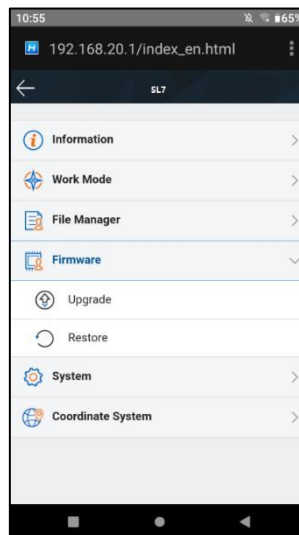 10:55
65%
H 192.168.20.1/index_en.html
SL7
Information
Work Mode
File Manager
Firmware
Upgrade
Restore
System
Coordinate System